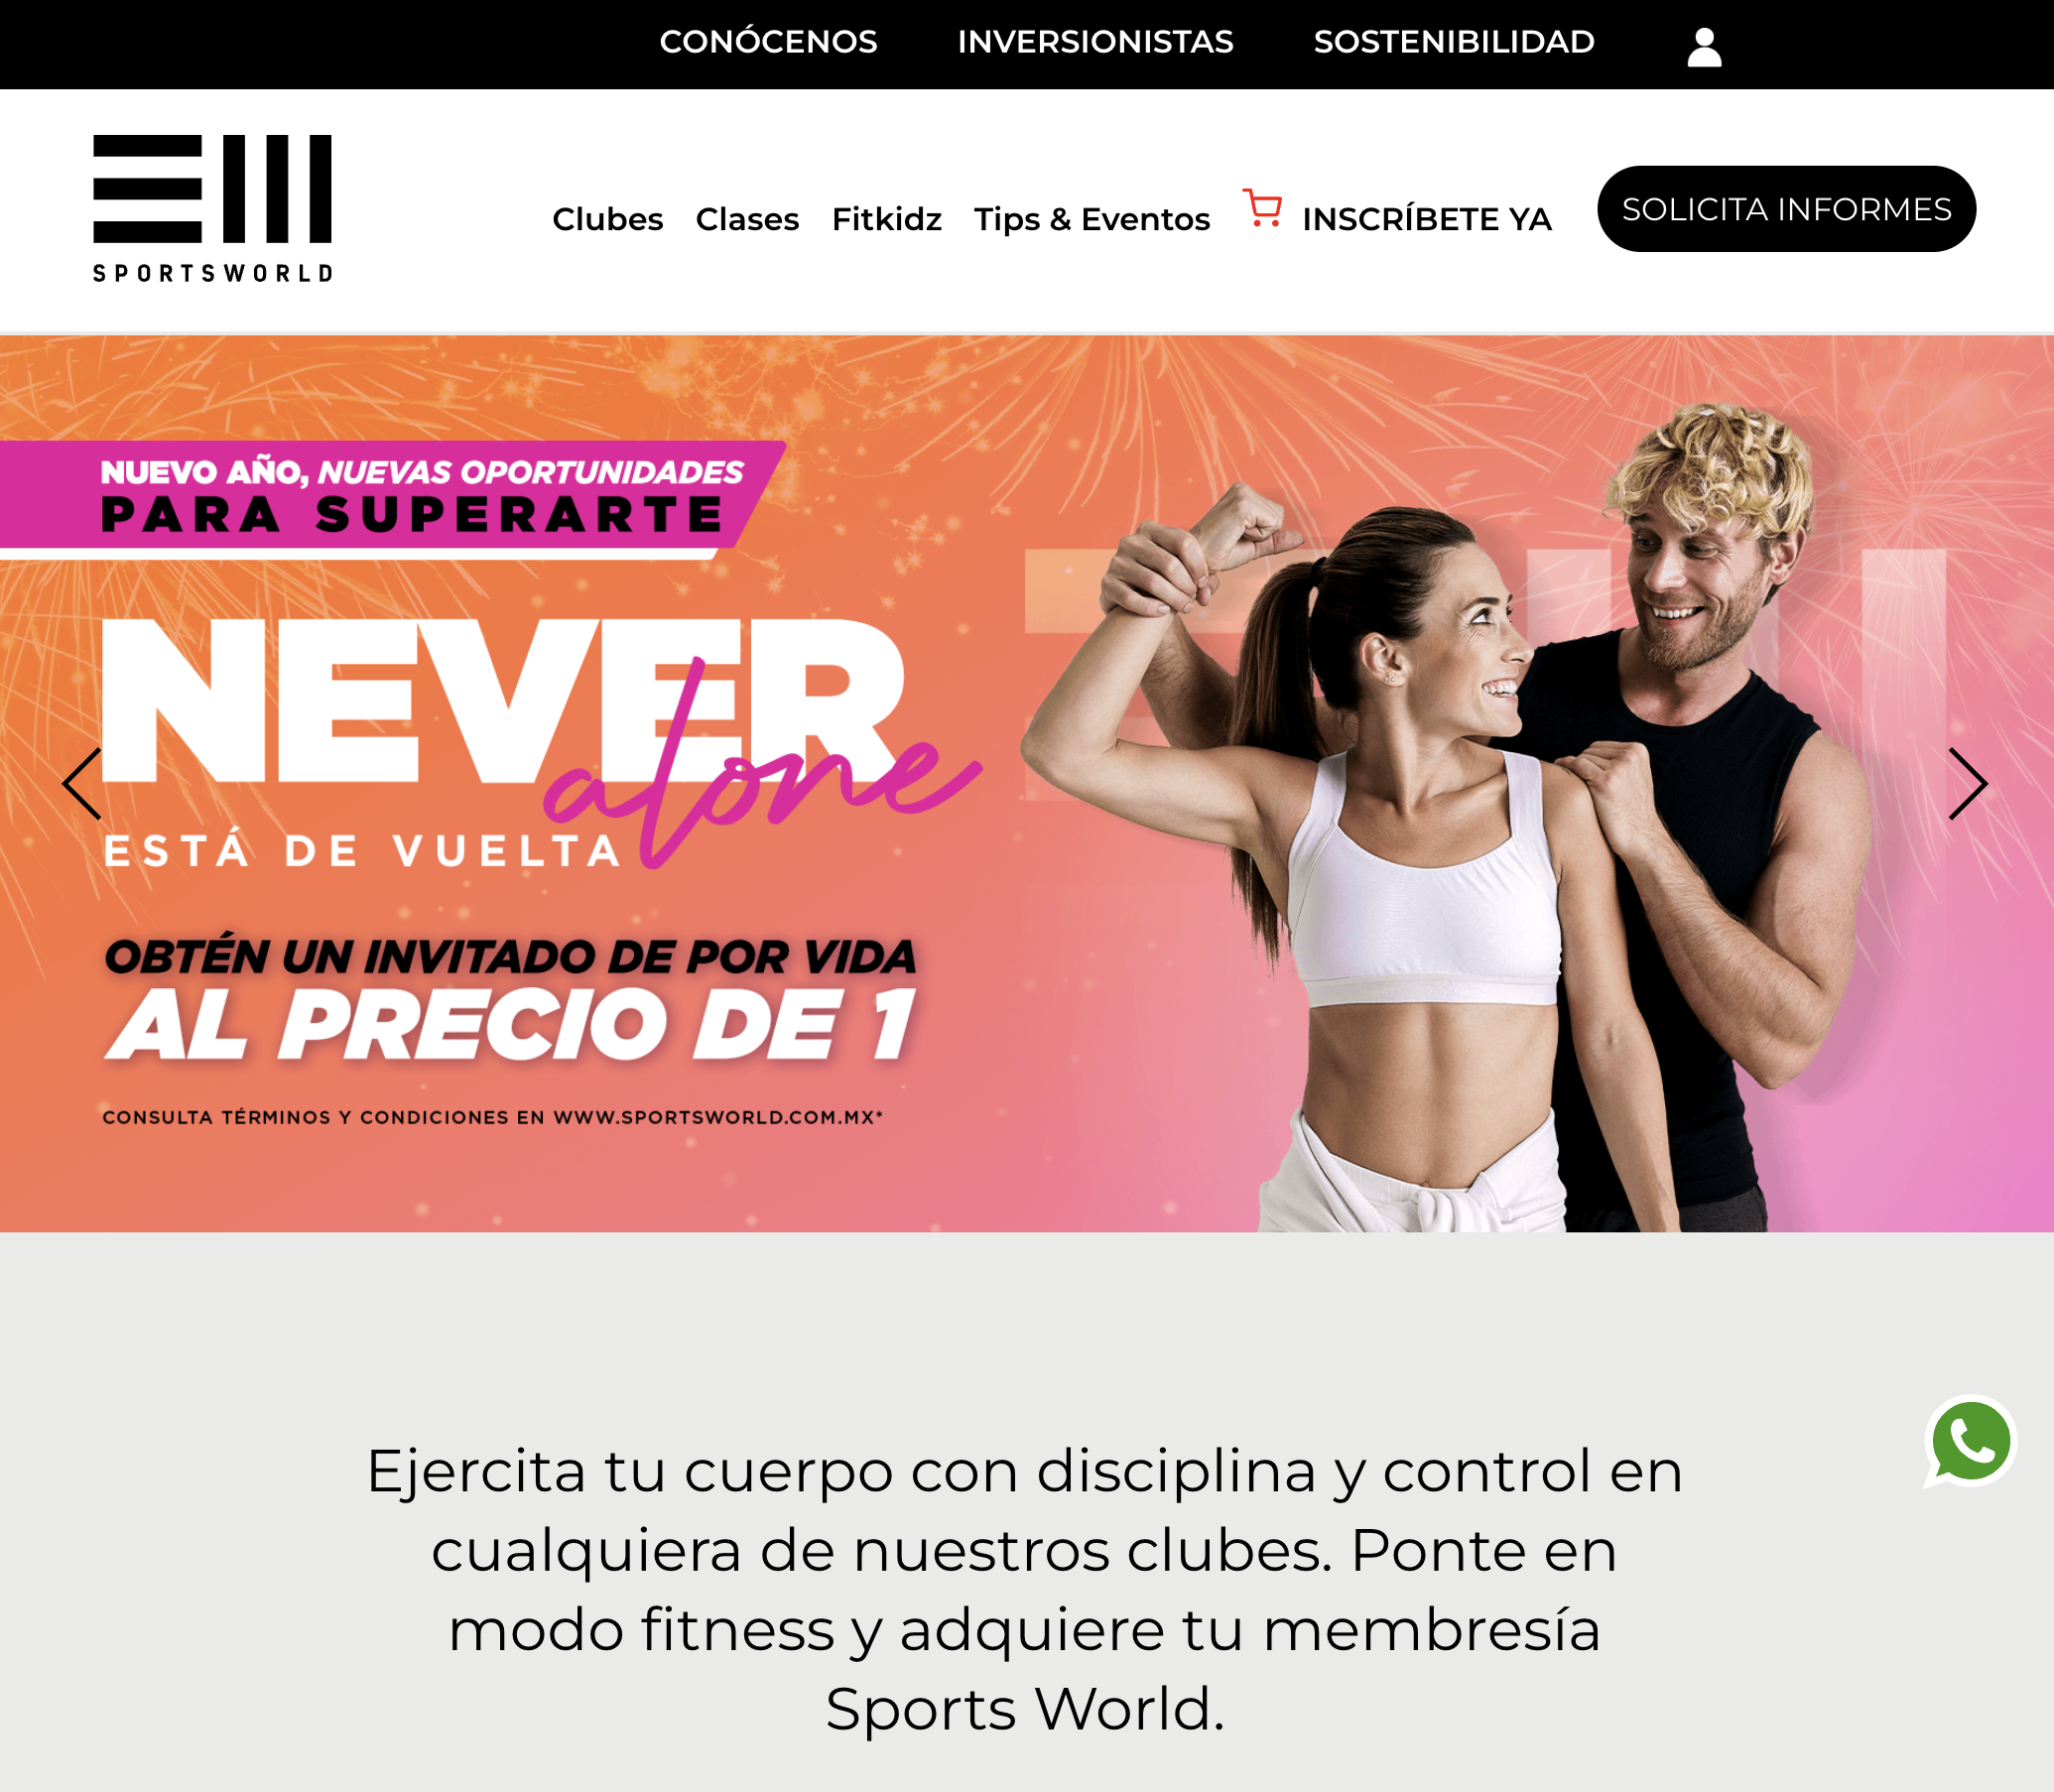 CONÓCENOS INVERSIONISTAS SOSTENIBILIDAD
SPORTSWORLD
Clubes Clases Fitkidz Tips & Eventos INSCRÍBETE YA SOLICITA INFORMES
NUEVO AÑO, NUEVAS OPORTUNIDADES
PARA SUPERARTE
NEVER
alone
ESTÁ DE VUELTA
OBTÉN UN INVITADO DE POR VIDA
AL PRECIO DE 1
CONSULTA TÉRMINOS Y CONDICIONES EN WWW.SPORTSWORLD.COM.MX*
Ejercita tu cuerpo con disciplina y control en
cualquiera de nuestros clubes. Ponte en
modo fitness y adquiere tu membresía
Sports World.